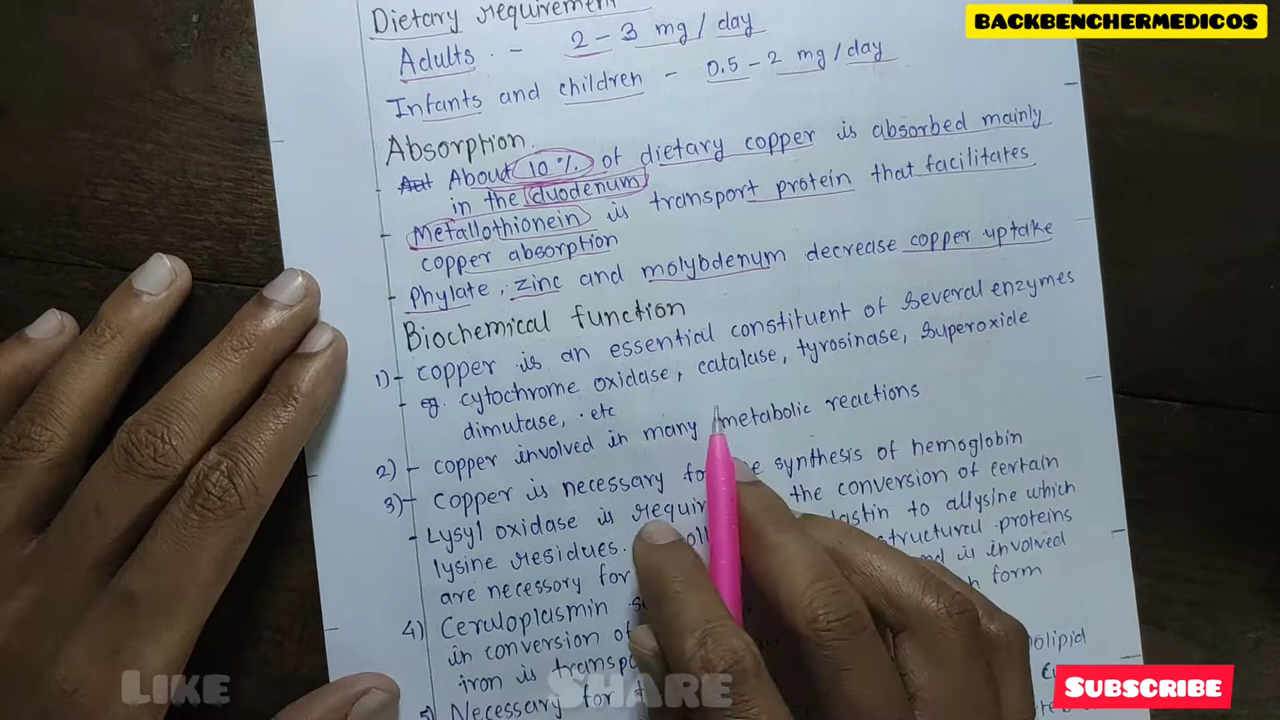 BACKBENCHERMEDICOS
Dietary requirement
Adults - 2 - 3 mg / day
Infants and children - 0.5 - 2 mg / day
Absorption
About 10% of dietary copper is absorbed mainly
in the duodenum
Metallothionein is transport protein that facilitates
copper absorption
Phylate, zinc and molybdenum decrease copper uptake
Biochemical function
1) - copper is an essential constituent of several enzymes
eg. cytochrome oxidase, catalase, tyrosinase, superoxide
dimutase, etc
2) - copper involved in many metabolic reactions
3) - Copper is necessary for synthesis of hemoglobin
Lysyl oxidase is the conversion of certain
lysine residues. to allysine which
are necessary for structural proteins
4) Ceruloplasmin is involved
in conversion of form
iron is
5) Necessary for
LIKE SHARE SUBSCRIBE